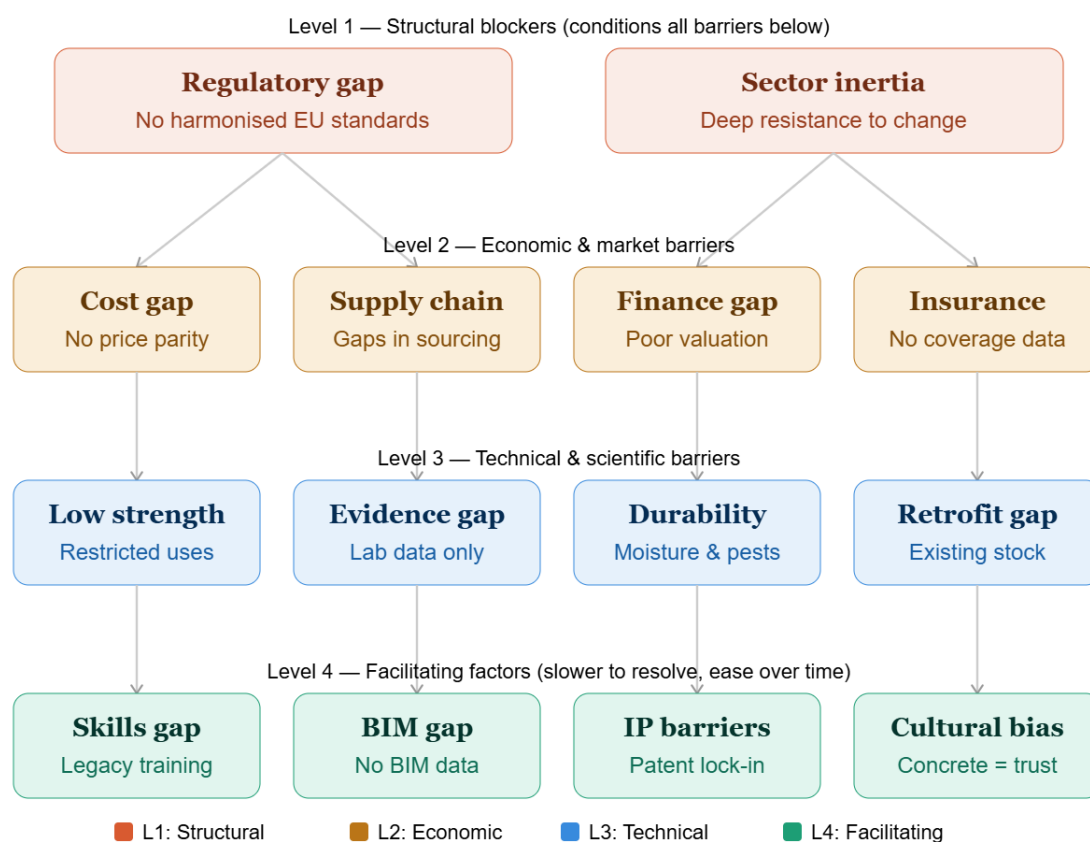 Level 1 — Structural blockers (conditions all barriers below)
Regulatory gap
No harmonised EU standards
Sector inertia
Deep resistance to change
Level 2 — Economic & market barriers
Cost gap
No price parity
Supply chain
Gaps in sourcing
Finance gap
Poor valuation
Insurance
No coverage data
Level 3 — Technical & scientific barriers
Low strength
Restricted uses
Evidence gap
Lab data only
Durability
Moisture & pests
Retrofit gap
Existing stock
Level 4 — Facilitating factors (slower to resolve, ease over time)
Skills gap
Legacy training
BIM gap
No BIM data
IP barriers
Patent lock-in
Cultural bias
Concrete = trust
L1: Structural
L2: Economic
L3: Technical
L4: Facilitating